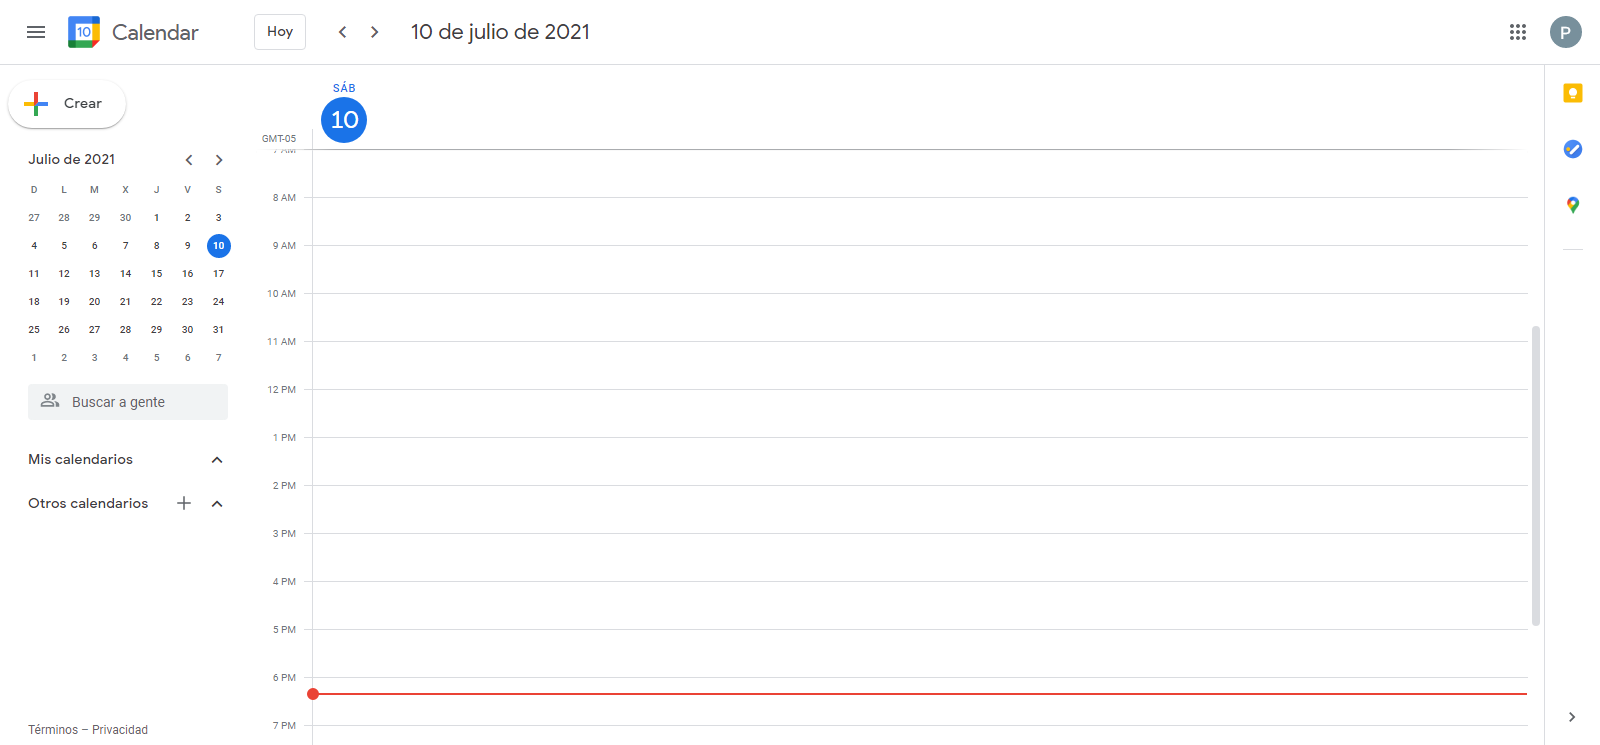 10 Calendar Hoy 10 de julio de 2021 P
Crear
Julio de 2021
D L M X J V S
27 28 29 30 1 2 3
4 5 6 7 8 9 10
11 12 13 14 15 16 17
18 19 20 21 22 23 24
25 26 27 28 29 30 31
1 2 3 4 5 6 7
Buscar a gente
Mis calendarios
Otros calendarios
Términos – Privacidad
SÁB
10
GMT-05
7 AM
8 AM
9 AM
10 AM
11 AM
12 PM
1 PM
2 PM
3 PM
4 PM
5 PM
6 PM
7 PM